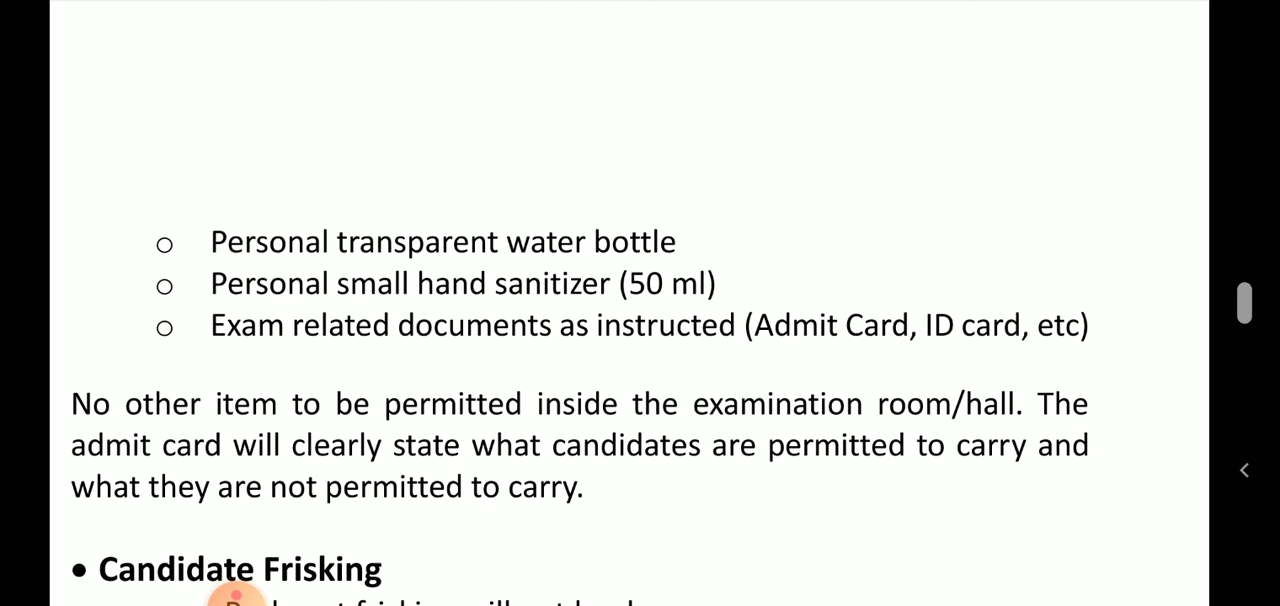 o Personal transparent water bottle
o Personal small hand sanitizer (50 ml)
o Exam related documents as instructed (Admit Card, ID card, etc)
No other item to be permitted inside the examination room/hall. The
admit card will clearly state what candidates are permitted to carry and
what they are not permitted to carry.
• Candidate Frisking